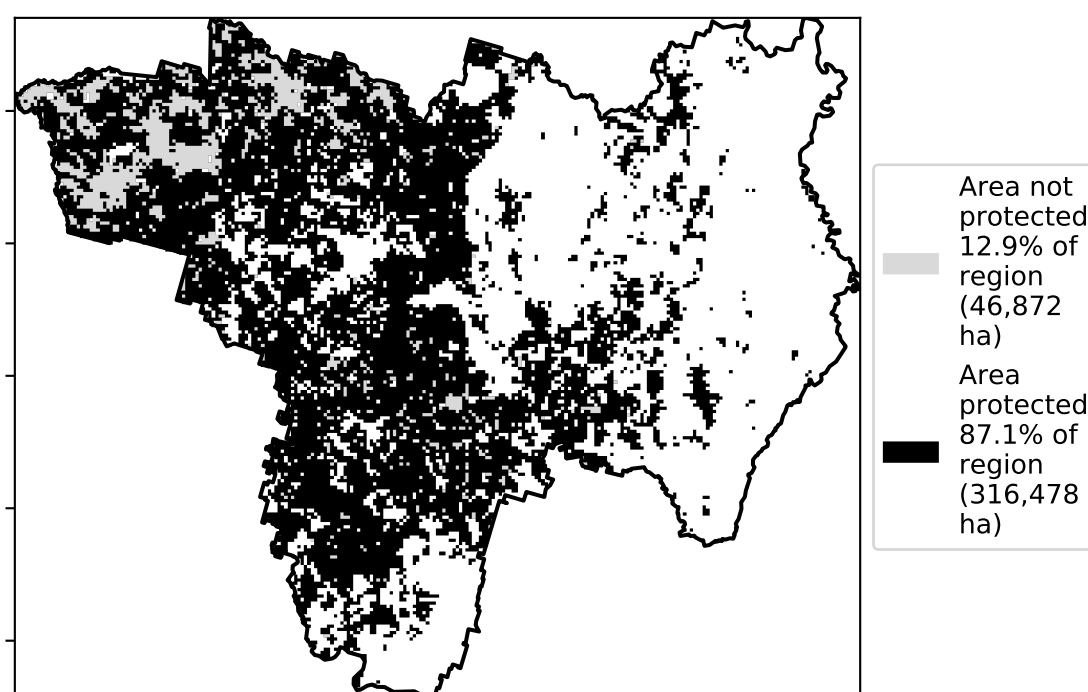 Area not
protected
12.9% of
region
(46,872
ha)
Area
protected
87.1% of
region
(316,478
ha)